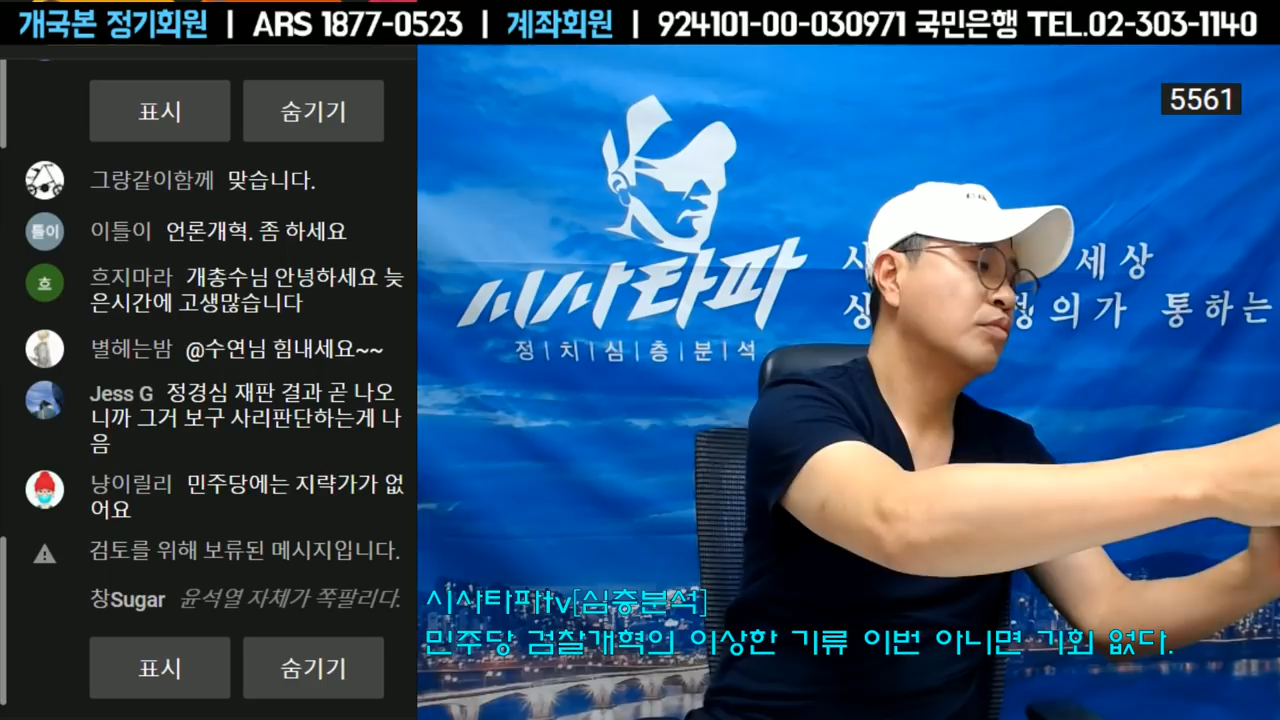 개국본 정기회원 | ARS 1877-0523 | 계좌회원 | 924101-00-030971 국민은행 TEL.02-303-1140
표시 숨기기
그량같이함께 맞습니다.
틀이 이틀이 언론개혁. 좀 하세요
흐 흐지마라 개총수님 안녕하세요 늦
은시간에 고생많습니다
별헤는밤 @수연님 힘내세요~~
Jess G 정경심 재판 결과 곧 나오
니까 그거 보구 사리판단하는게 나
음
냥이릴리 민주당에는 지략가가 없
어요
검토를 위해 보류된 메시지입니다.
창Sugar 윤석열 자체가 쪽팔리다.
표시 숨기기
5561
시사타파
정|치|심|층|분|석
세상
의가 통하는
시사타파tv[심층분석]
민주당 검찰개혁의 이상한 기류 이번 아니면 기회 없다.